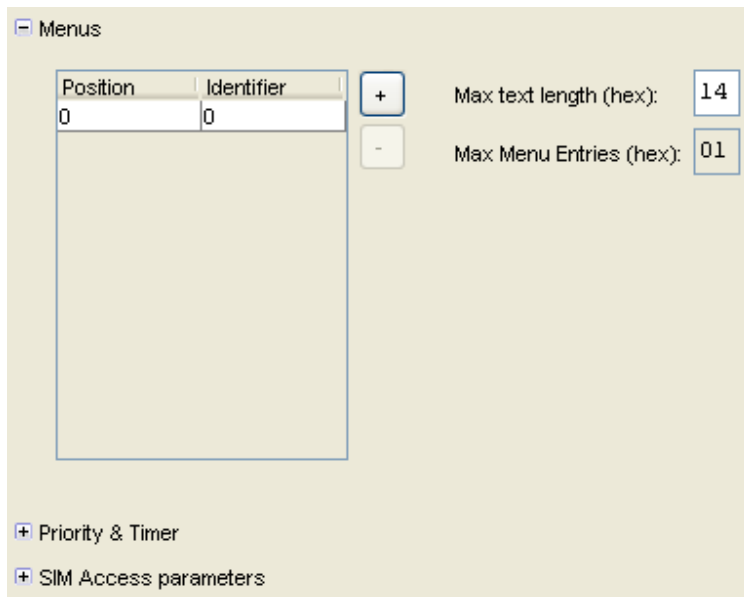 Menus
Position Identifier
0 0
+
-
Max text length (hex): 14
Max Menu Entries (hex): 01
Priority & Timer
SIM Access parameters